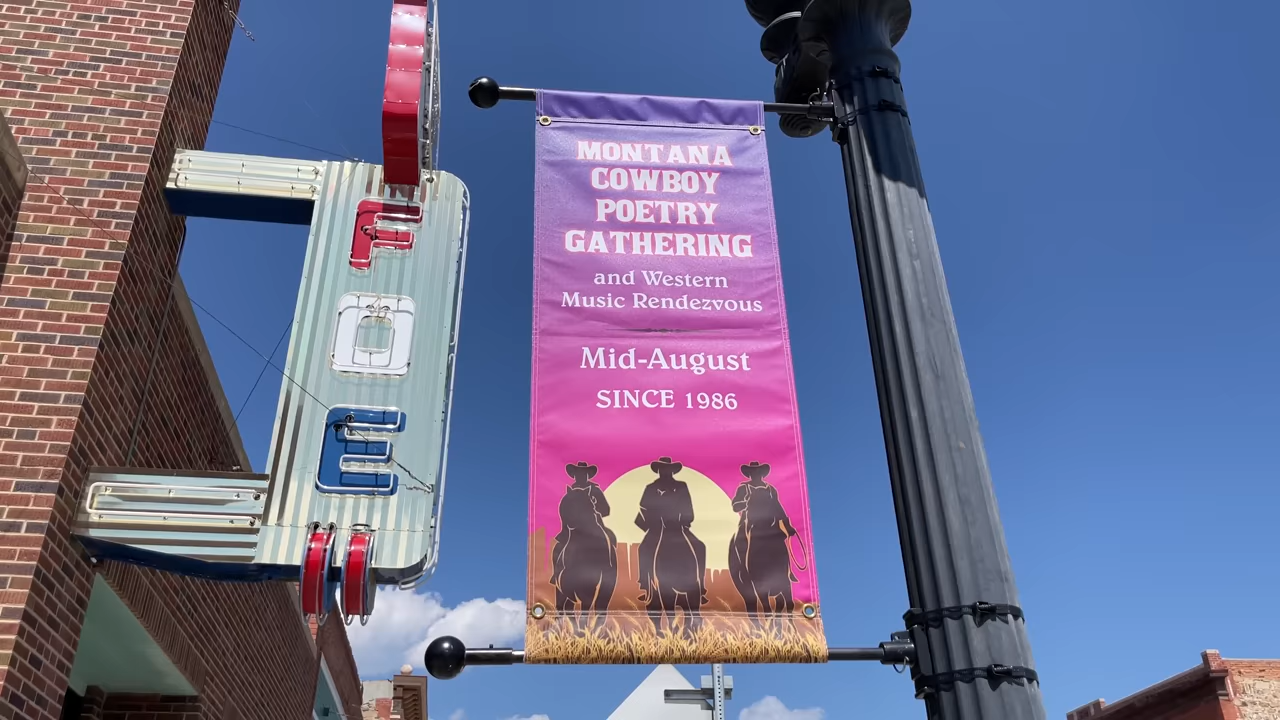 F
O
E
MONTANA
COWBOY
POETRY
GATHERING
and Western
Music Rendezvous
Mid-August
SINCE 1986